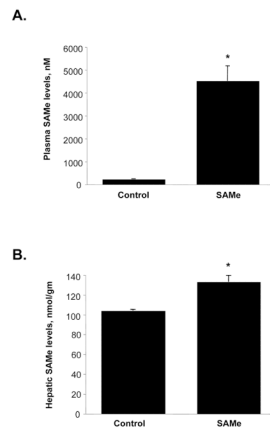 A.
Plasma SAMe levels, nM
6000
5000
4000
3000
2000
1000
0
*
Control
SAMe
B.
Hepatic SAMe levels, nmol/gm
140
120
100
80
60
40
20
0
*
Control
SAMe